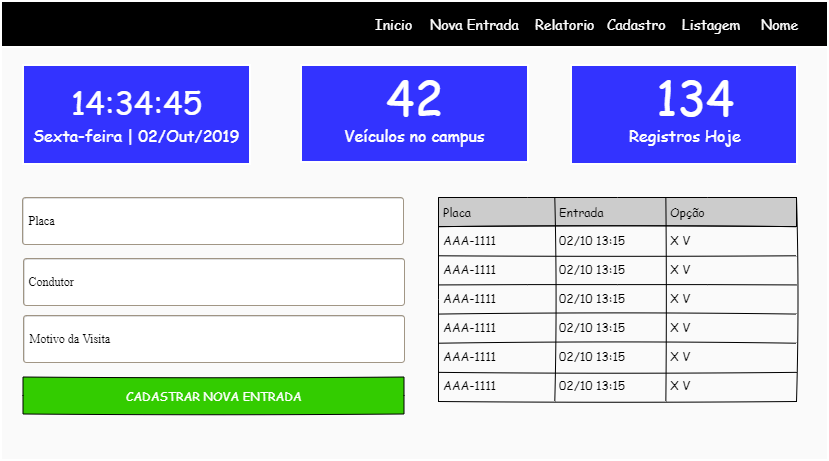 Inicio Nova Entrada Relatorio Cadastro Listagem Nome
14:34:45
Sexta-feira | 02/Out/2019
42
Veículos no campus
134
Registros Hoje
Placa
Condutor
Motivo da Visita
CADASTRAR NOVA ENTRADA
Placa Entrada Opção
AAA-1111 02/10 13:15 X V
AAA-1111 02/10 13:15 X V
AAA-1111 02/10 13:15 X V
AAA-1111 02/10 13:15 X V
AAA-1111 02/10 13:15 X V
AAA-1111 02/10 13:15 X V